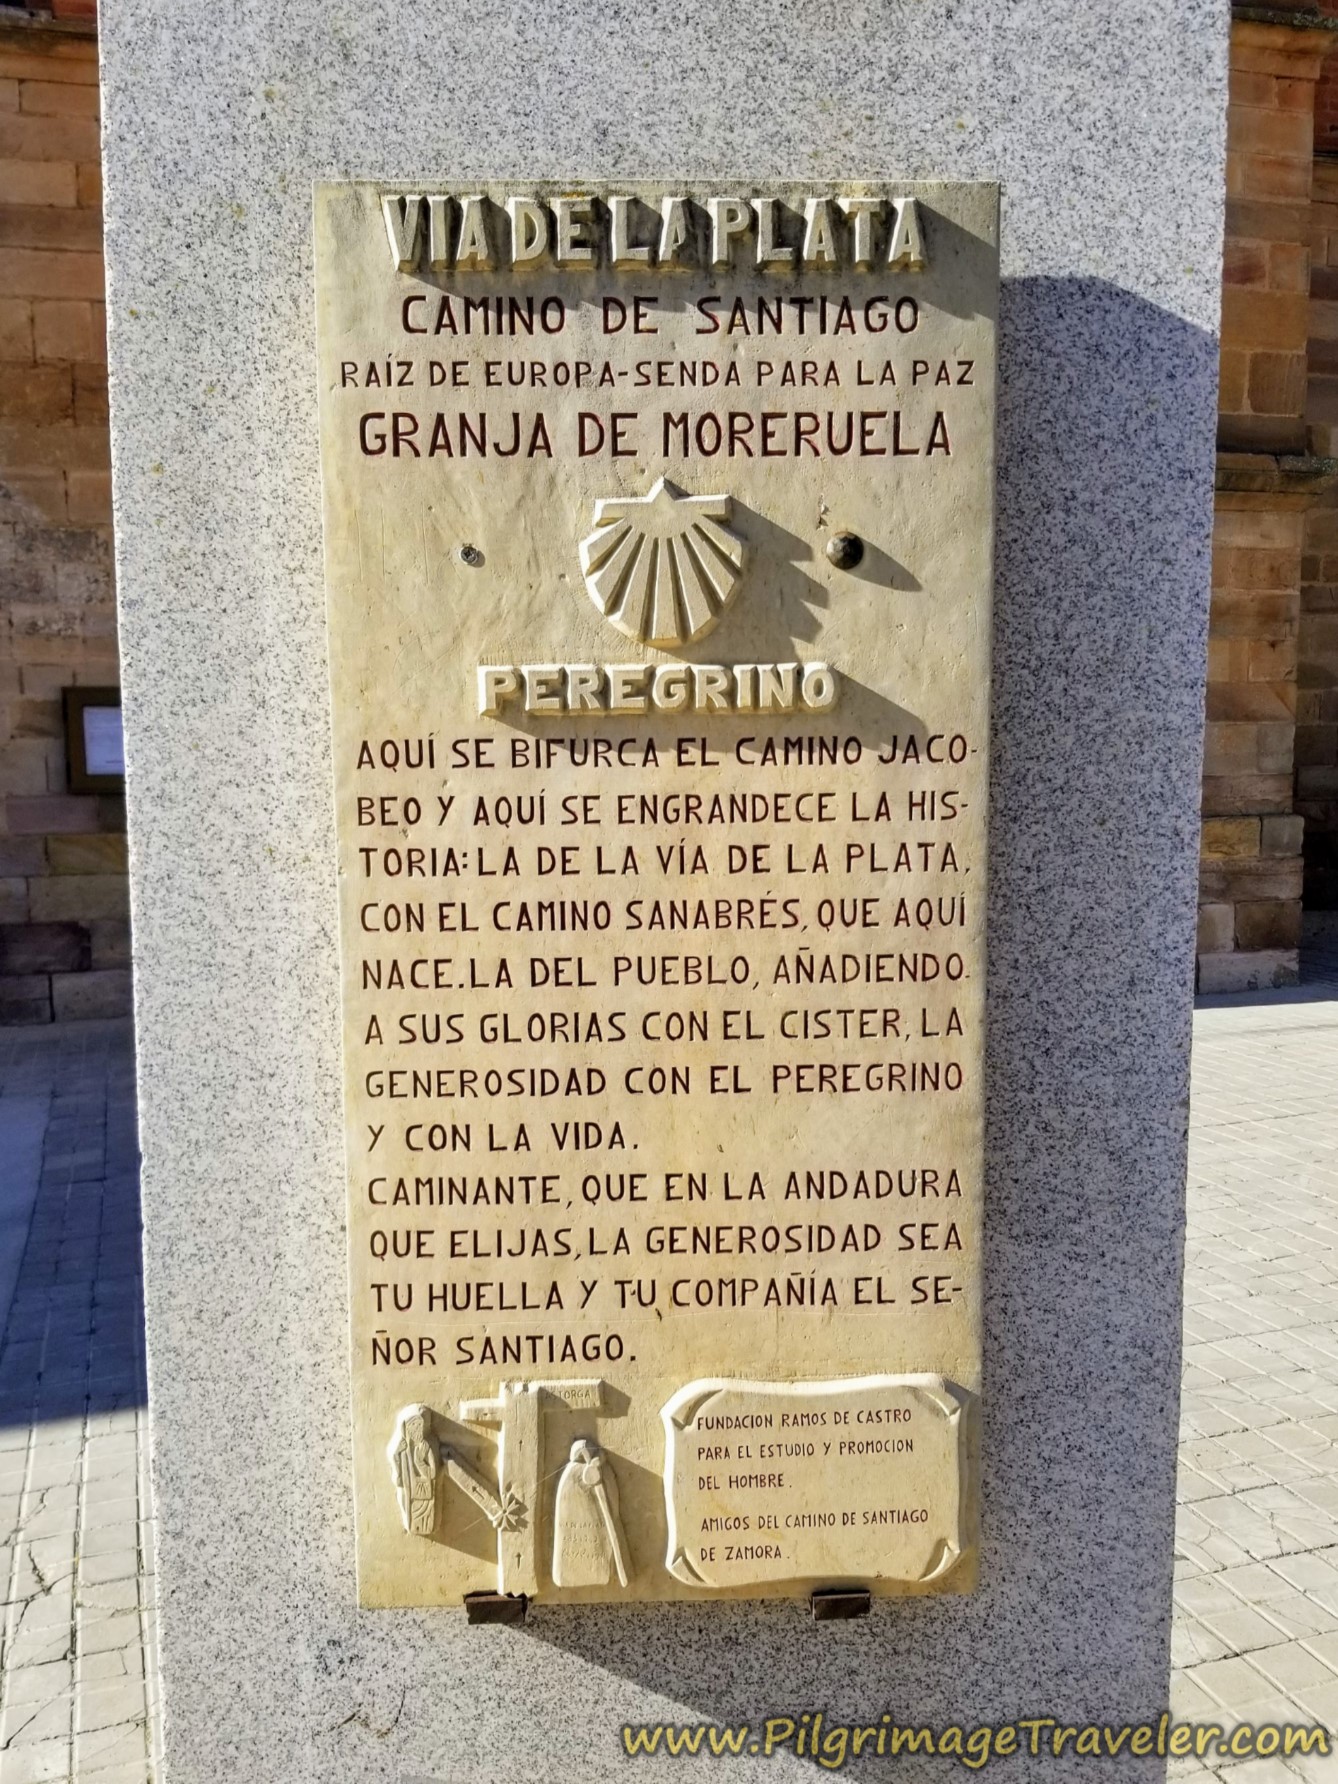 VIA DE LA PLATA
CAMINO DE SANTIAGO
RAÍZ DE EUROPA-SENDA PARA LA PAZ
GRANJA DE MORERUELA
PEREGRINO
AQUÍ SE BIFURCA EL CAMINO JACO-
BEO Y AQUÍ SE ENGRANDECE LA HIS-
TORIA: LA DE LA VÍA DE LA PLATA,
CON EL CAMINO SANABRÉS, QUE AQUÍ
NACE. LA DEL PUEBLO, AÑADIENDO
A SUS GLORIAS CON EL CISTER, LA
GENEROSIDAD CON EL PEREGRINO
Y CON LA VIDA.
CAMINANTE, QUE EN LA ANDADURA
QUE ELIJAS, LA GENEROSIDAD SEA
TU HUELLA Y TU COMPAÑÍA EL SE-
ÑOR SANTIAGO.
FUNDACION RAMOS DE CASTRO
PARA EL ESTUDIO Y PROMOCION
DEL HOMBRE.
AMIGOS DEL CAMINO DE SANTIAGO
DE ZAMORA.
www.PilgrimageTraveler.com